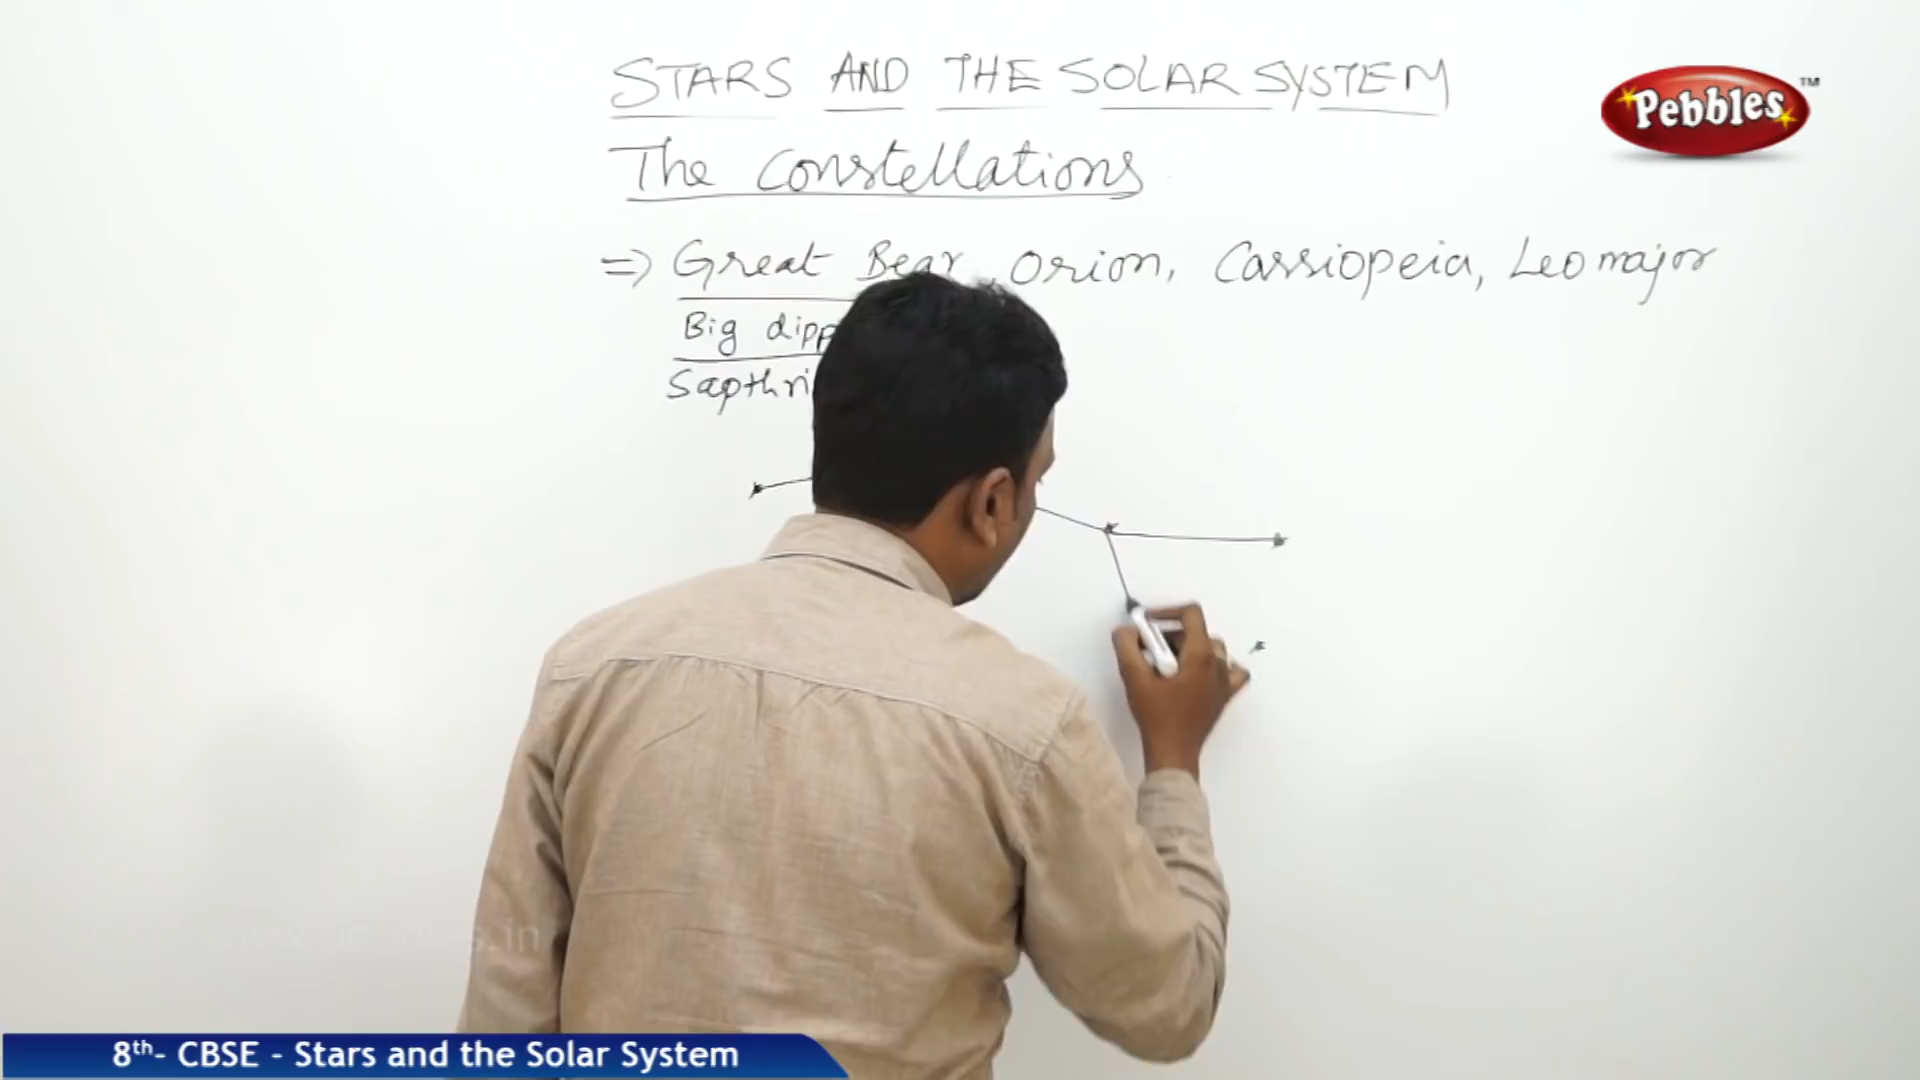 STARS AND THE SOLAR SYSTEM
Pebbles™
The Constellations
=> Great Bear, Orion, Cassiopeia, Leo major
Big
8th- CBSE - Stars and the Solar System